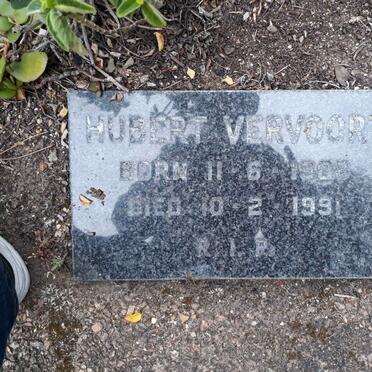 HUBERT VERVOORT
BORN 11-6
DIED 10-2-1991
R.I.P.